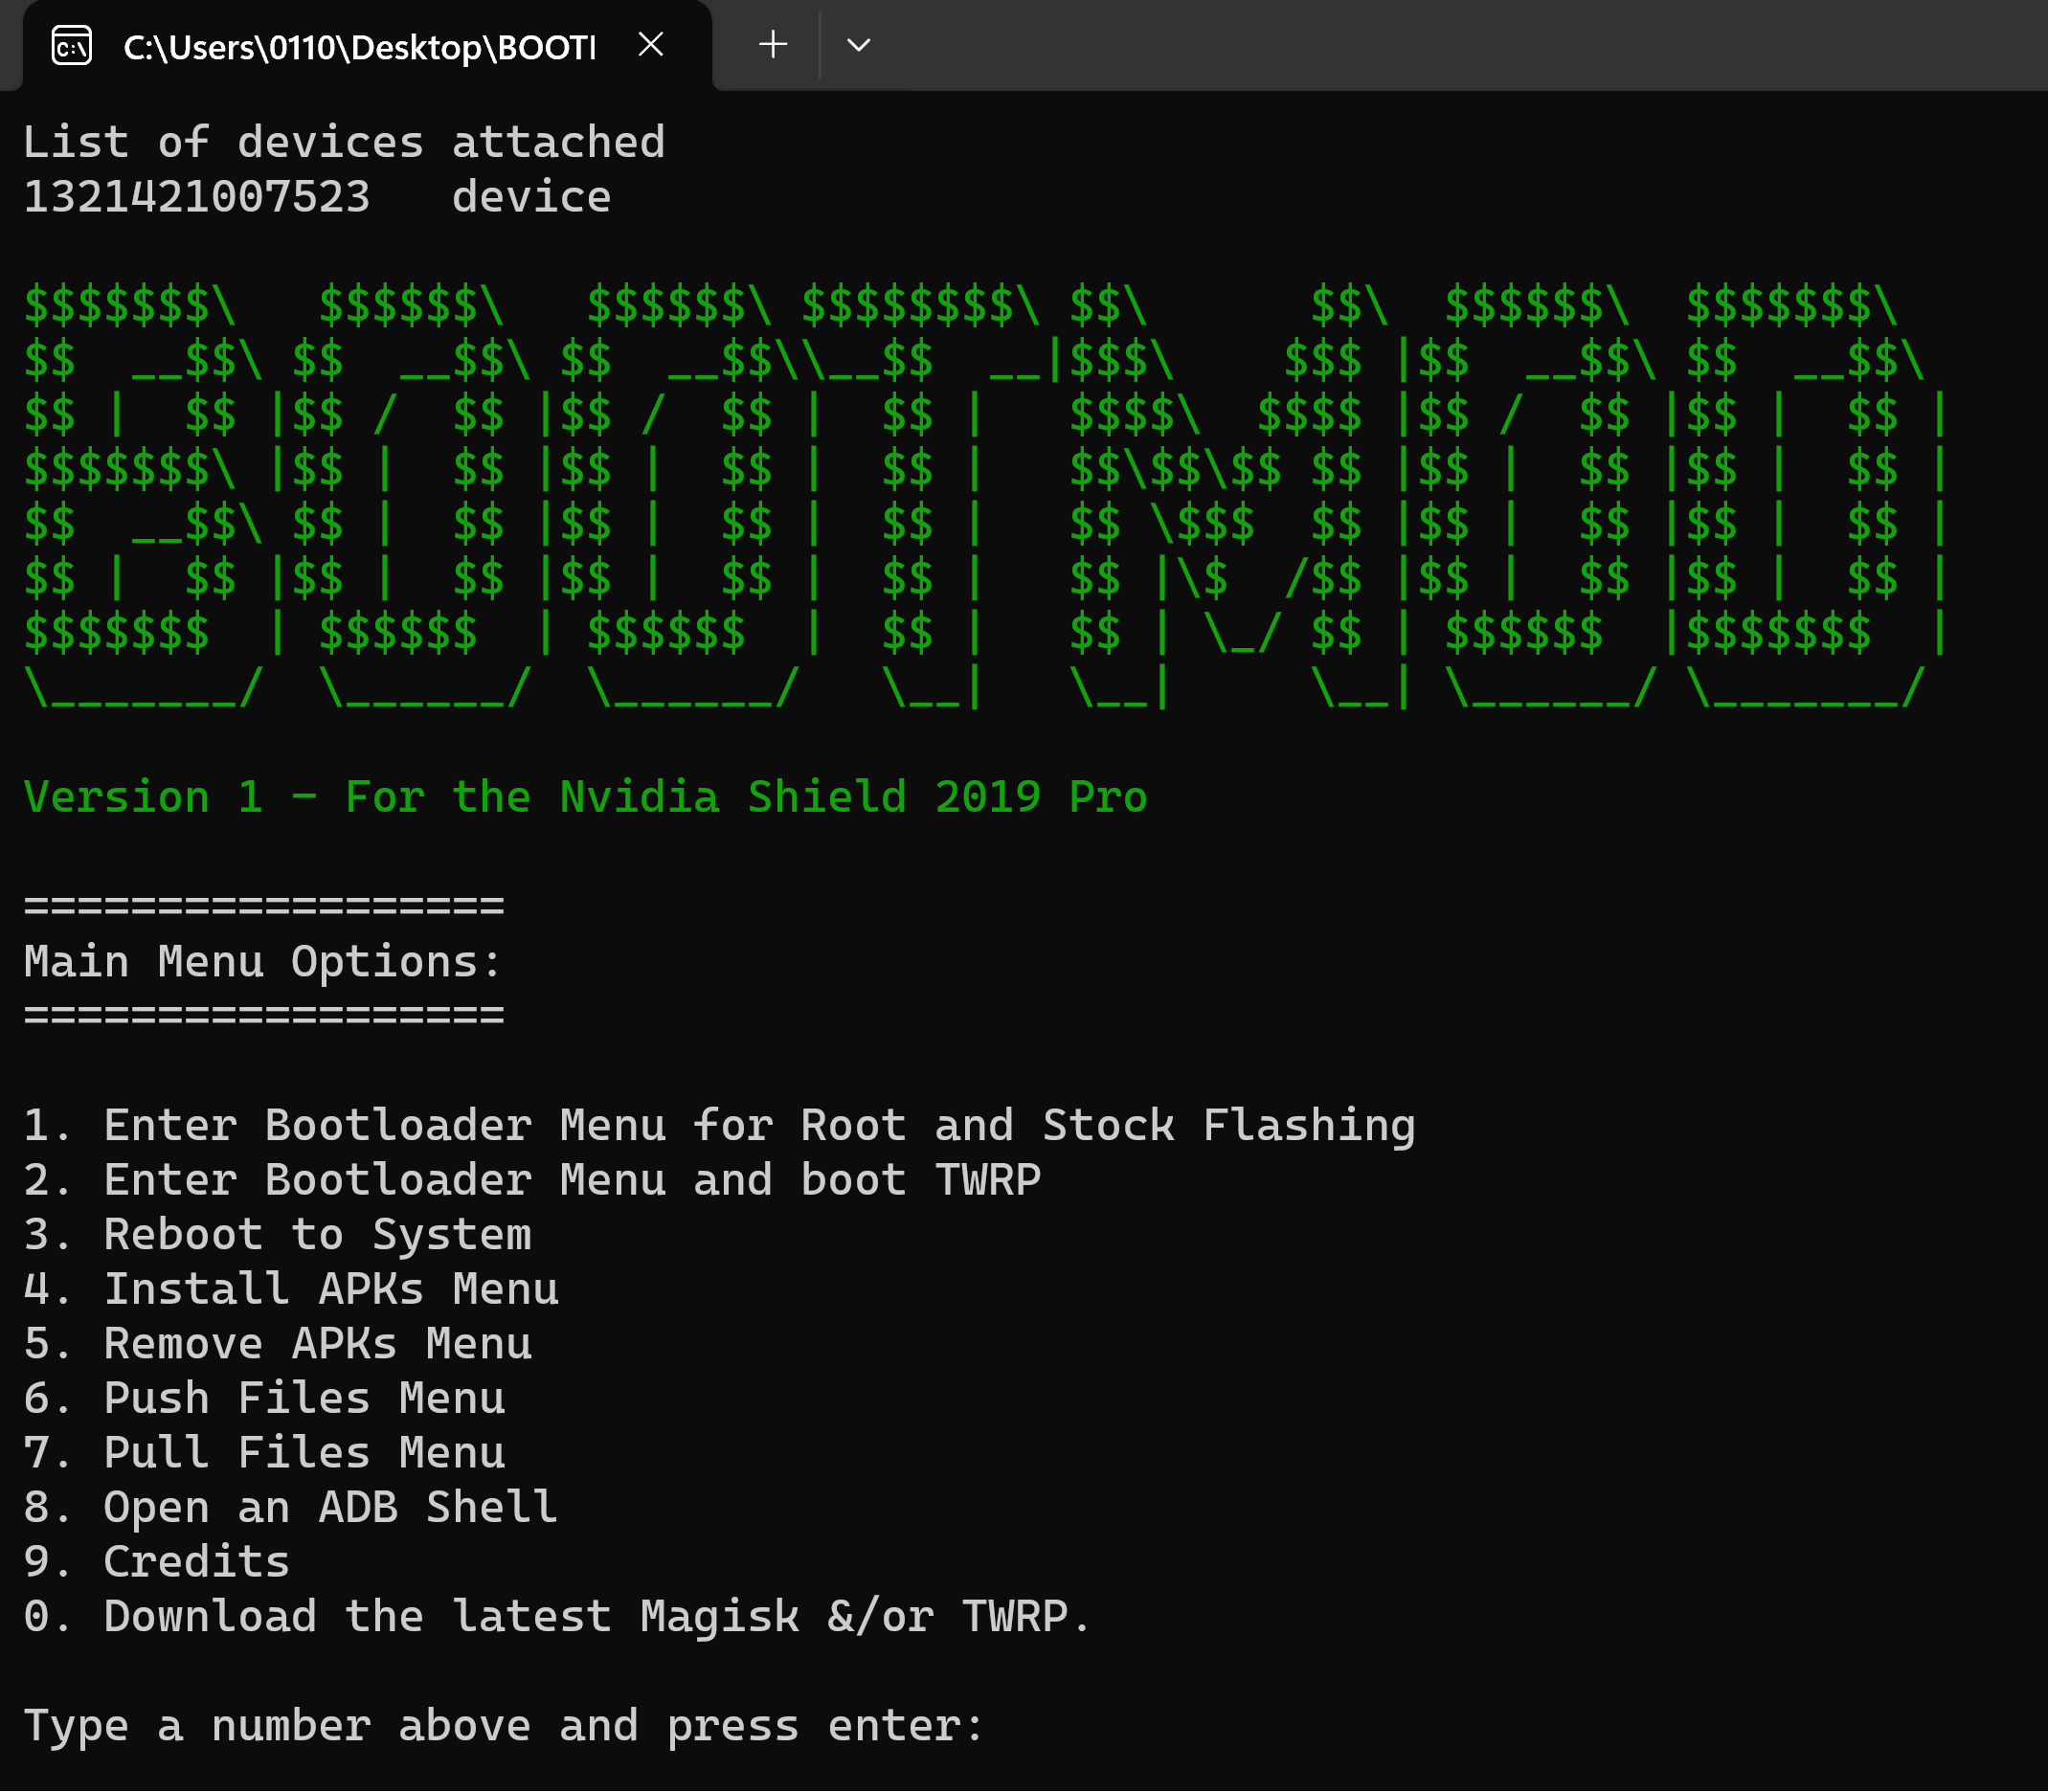 C:\Users\0110\Desktop\BOOTI
List of devices attached
1321421007523   device
$$$$$$$\   $$$$$$\   $$$$$$\ $$$$$$$$\ $$\      $$\  $$$$$$\  $$$$$$$\
$$  __$$\ $$  __$$\ $$  __$$\\__$$  __|$$$\    $$$ |$$  __$$\ $$  __$$\
$$ |  $$ |$$ /  $$ |$$ /  $$ |  $$ |   $$$$\  $$$$ |$$ /  $$ |$$ |  $$ |
$$$$$$$\ |$$ |  $$ |$$ |  $$ |  $$ |   $$\$$\$$ $$ |$$ |  $$ |$$ |  $$ |
$$  __$$\ $$ |  $$ |$$ |  $$ |  $$ |   $$ \$$$  $$ |$$ |  $$ |$$ |  $$ |
$$ |  $$ |$$ |  $$ |$$ |  $$ |  $$ |   $$ |\$  /$$ |$$ |  $$ |$$ |  $$ |
$$$$$$$  | $$$$$$  | $$$$$$  |  $$ |   $$ | \_/ $$ | $$$$$$  |$$$$$$$  |
\_______/  \______/  \______/   \__|   \__|     \__| \______/ \_______/
Version 1 - For the Nvidia Shield 2019 Pro
==================
Main Menu Options:
==================
1. Enter Bootloader Menu for Root and Stock Flashing
2. Enter Bootloader Menu and boot TWRP
3. Reboot to System
4. Install APKs Menu
5. Remove APKs Menu
6. Push Files Menu
7. Pull Files Menu
8. Open an ADB Shell
9. Credits
0. Download the latest Magisk &/or TWRP.
Type a number above and press enter: